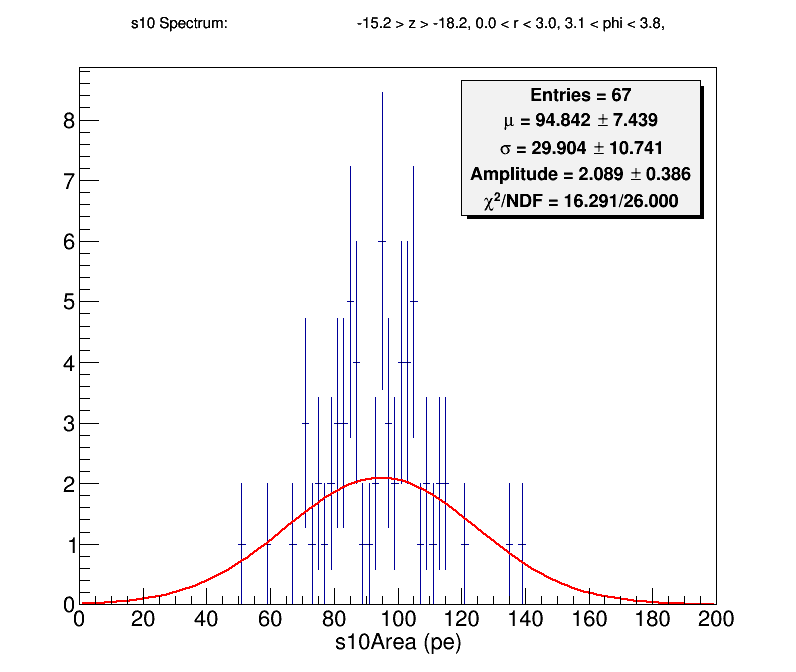 s10 Spectrum: -15.2 > z > -18.2, 0.0 < r < 3.0, 3.1 < phi < 3.8,
Entries = 67
μ = 94.842 ± 7.439
σ = 29.904 ± 10.741
Amplitude = 2.089 ± 0.386
χ²/NDF = 16.291/26.000
8
7
6
5
4
3
2
1
0
0 20 40 60 80 100 120 140 160 180 200
s10Area (pe)